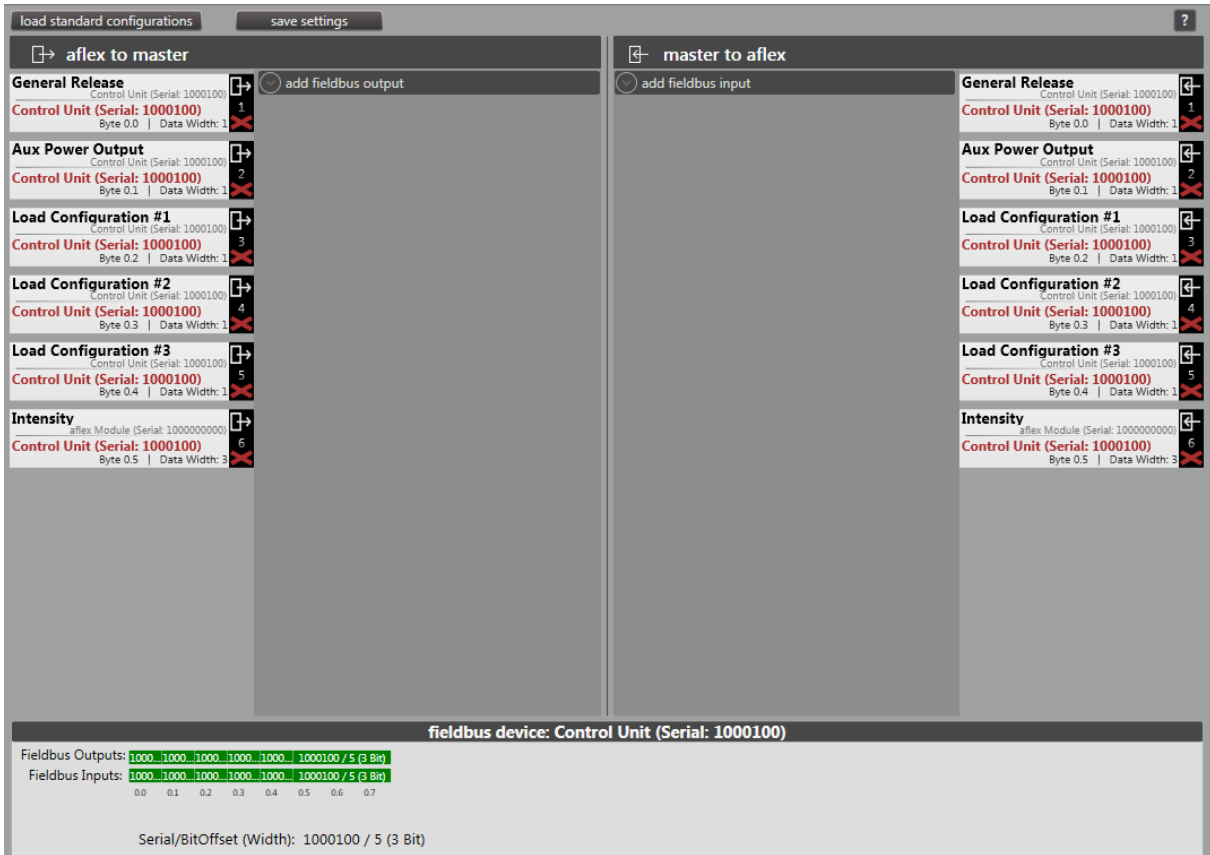 load standard configurations
save settings
?
aflex to master
master to aflex
General Release
Control Unit (Serial: 1000100)
Control Unit (Serial: 1000100)
1
Byte 0.0 | Data Width: 1
Aux Power Output
Control Unit (Serial: 1000100)
Control Unit (Serial: 1000100)
2
Byte 0.1 | Data Width: 1
Load Configuration #1
Control Unit (Serial: 1000100)
Control Unit (Serial: 1000100)
3
Byte 0.2 | Data Width: 1
Load Configuration #2
Control Unit (Serial: 1000100)
Control Unit (Serial: 1000100)
4
Byte 0.3 | Data Width: 1
Load Configuration #3
Control Unit (Serial: 1000100)
Control Unit (Serial: 1000100)
5
Byte 0.4 | Data Width: 1
Intensity
aflex Module (Serial: 1000000000)
Control Unit (Serial: 1000100)
6
Byte 0.5 | Data Width: 3
add fieldbus output
add fieldbus input
General Release
Control Unit (Serial: 1000100)
Control Unit (Serial: 1000100)
1
Byte 0.0 | Data Width: 1
Aux Power Output
Control Unit (Serial: 1000100)
Control Unit (Serial: 1000100)
2
Byte 0.1 | Data Width: 1
Load Configuration #1
Control Unit (Serial: 1000100)
Control Unit (Serial: 1000100)
3
Byte 0.2 | Data Width: 1
Load Configuration #2
Control Unit (Serial: 1000100)
Control Unit (Serial: 1000100)
4
Byte 0.3 | Data Width: 1
Load Configuration #3
Control Unit (Serial: 1000100)
Control Unit (Serial: 1000100)
5
Byte 0.4 | Data Width: 1
Intensity
aflex Module (Serial: 1000000000)
Control Unit (Serial: 1000100)
6
Byte 0.5 | Data Width: 3
fieldbus device: Control Unit (Serial: 1000100)
Fieldbus Outputs: 1000... 1000... 1000... 1000... 1000... 1000100 / 5 (3 Bit)
Fieldbus Inputs: 1000... 1000... 1000... 1000... 1000... 1000100 / 5 (3 Bit)
0.0 0.1 0.2 0.3 0.4 0.5 0.6 0.7
Serial/BitOffset (Width): 1000100 / 5 (3 Bit)